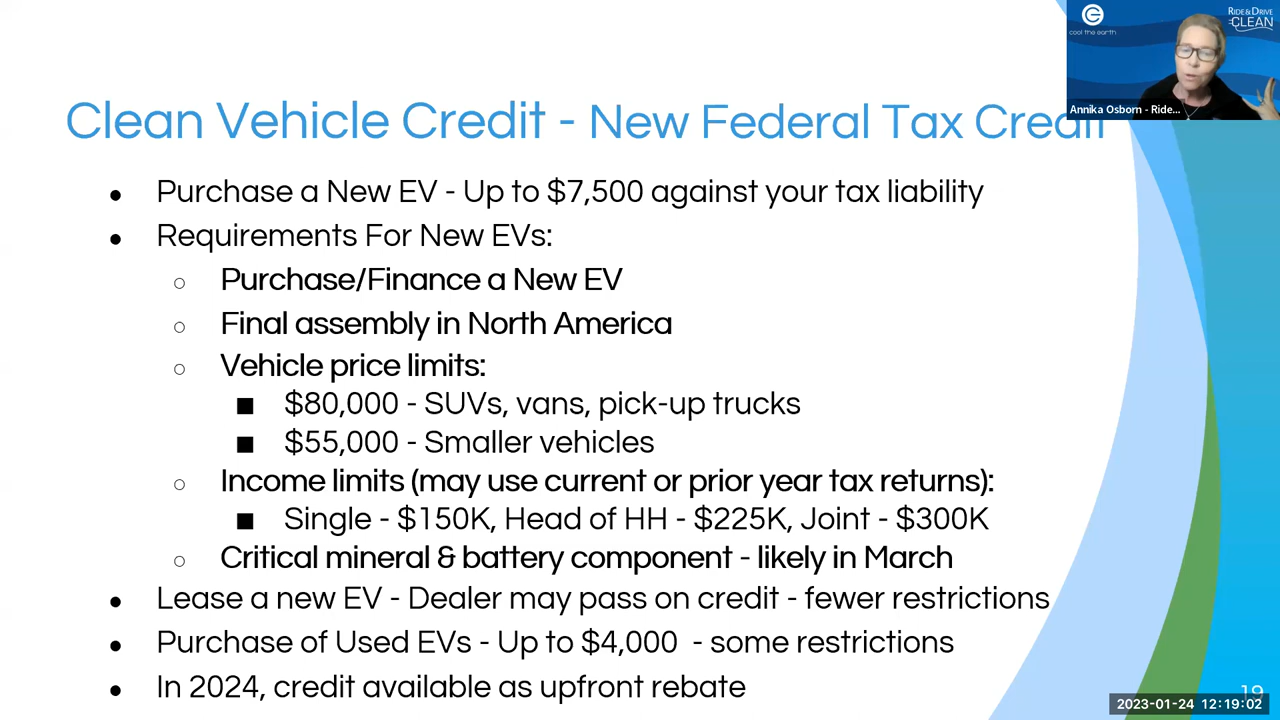 cool the earth
RIDE & DRIVE
CLEAN
Annika Osborn - Ride...
Clean Vehicle Credit - New Federal Tax Credit
● Purchase a New EV - Up to $7,500 against your tax liability
● Requirements For New EVs:
○ Purchase/Finance a New EV
○ Final assembly in North America
○ Vehicle price limits:
■ $80,000 - SUVs, vans, pick-up trucks
■ $55,000 - Smaller vehicles
○ Income limits (may use current or prior year tax returns):
■ Single - $150K, Head of HH - $225K, Joint - $300K
○ Critical mineral & battery component - likely in March
● Lease a new EV - Dealer may pass on credit - fewer restrictions
● Purchase of Used EVs - Up to $4,000 - some restrictions
● In 2024, credit available as upfront rebate
19
2023-01-24 12:19:02